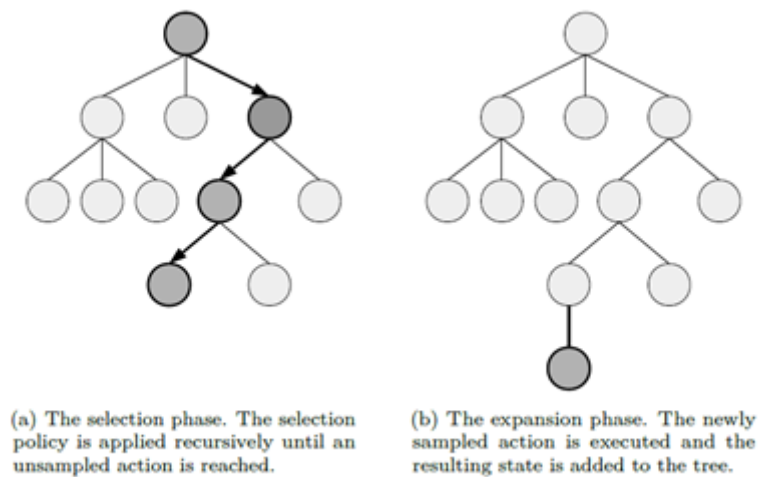 (a) The selection phase. The selection
policy is applied recursively until an
unsampled action is reached.
(b) The expansion phase. The newly
sampled action is executed and the
resulting state is added to the tree.